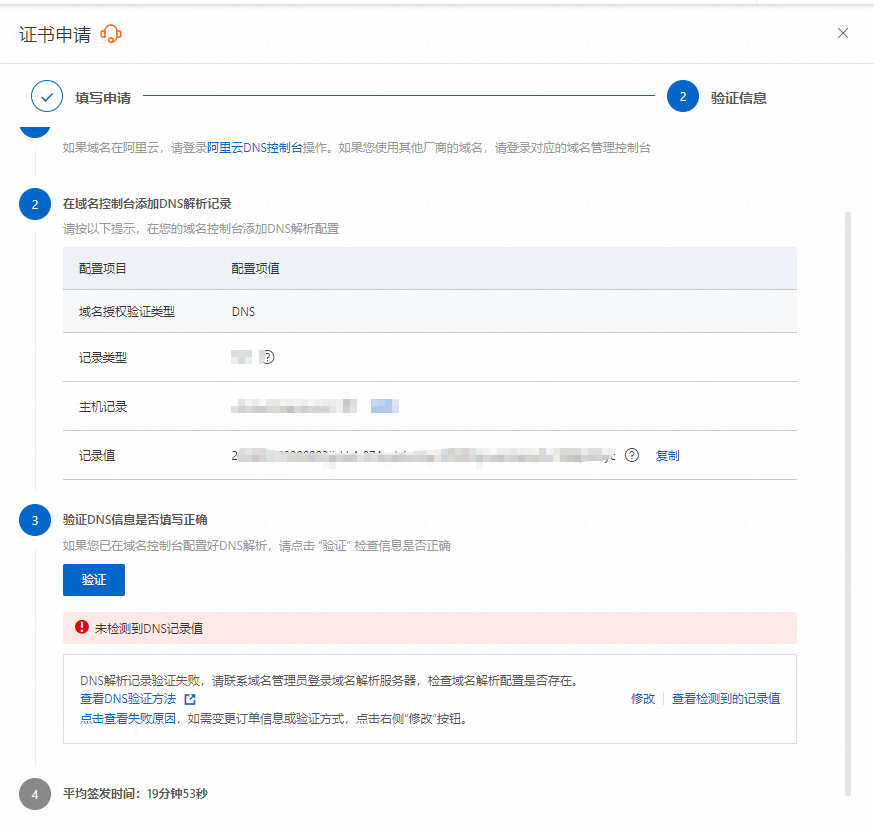 证书申请
填写申请
2 验证信息
如果域名在阿里云，请登录阿里云DNS控制台操作。如果您使用其他厂商的域名，请登录对应的域名管理控制台
2 在域名控制台添加DNS解析记录
请按以下提示，在您的域名控制台添加DNS解析配置
配置项目 配置项值
域名授权验证类型 DNS
记录类型
主机记录
记录值 复制
3 验证DNS信息是否填写正确
如果您已在域名控制台配置好DNS解析，请点击 “验证” 检查信息是否正确
验证
未检测到DNS记录值
DNS解析记录验证失败，请联系域名管理员登录域名解析服务器，检查域名解析配置是否存在。
查看DNS验证方法 修改 查看检测到的记录值
点击查看失败原因，如需变更订单信息或验证方式，点击右侧“修改”按钮。
4 平均签发时间：19分钟53秒